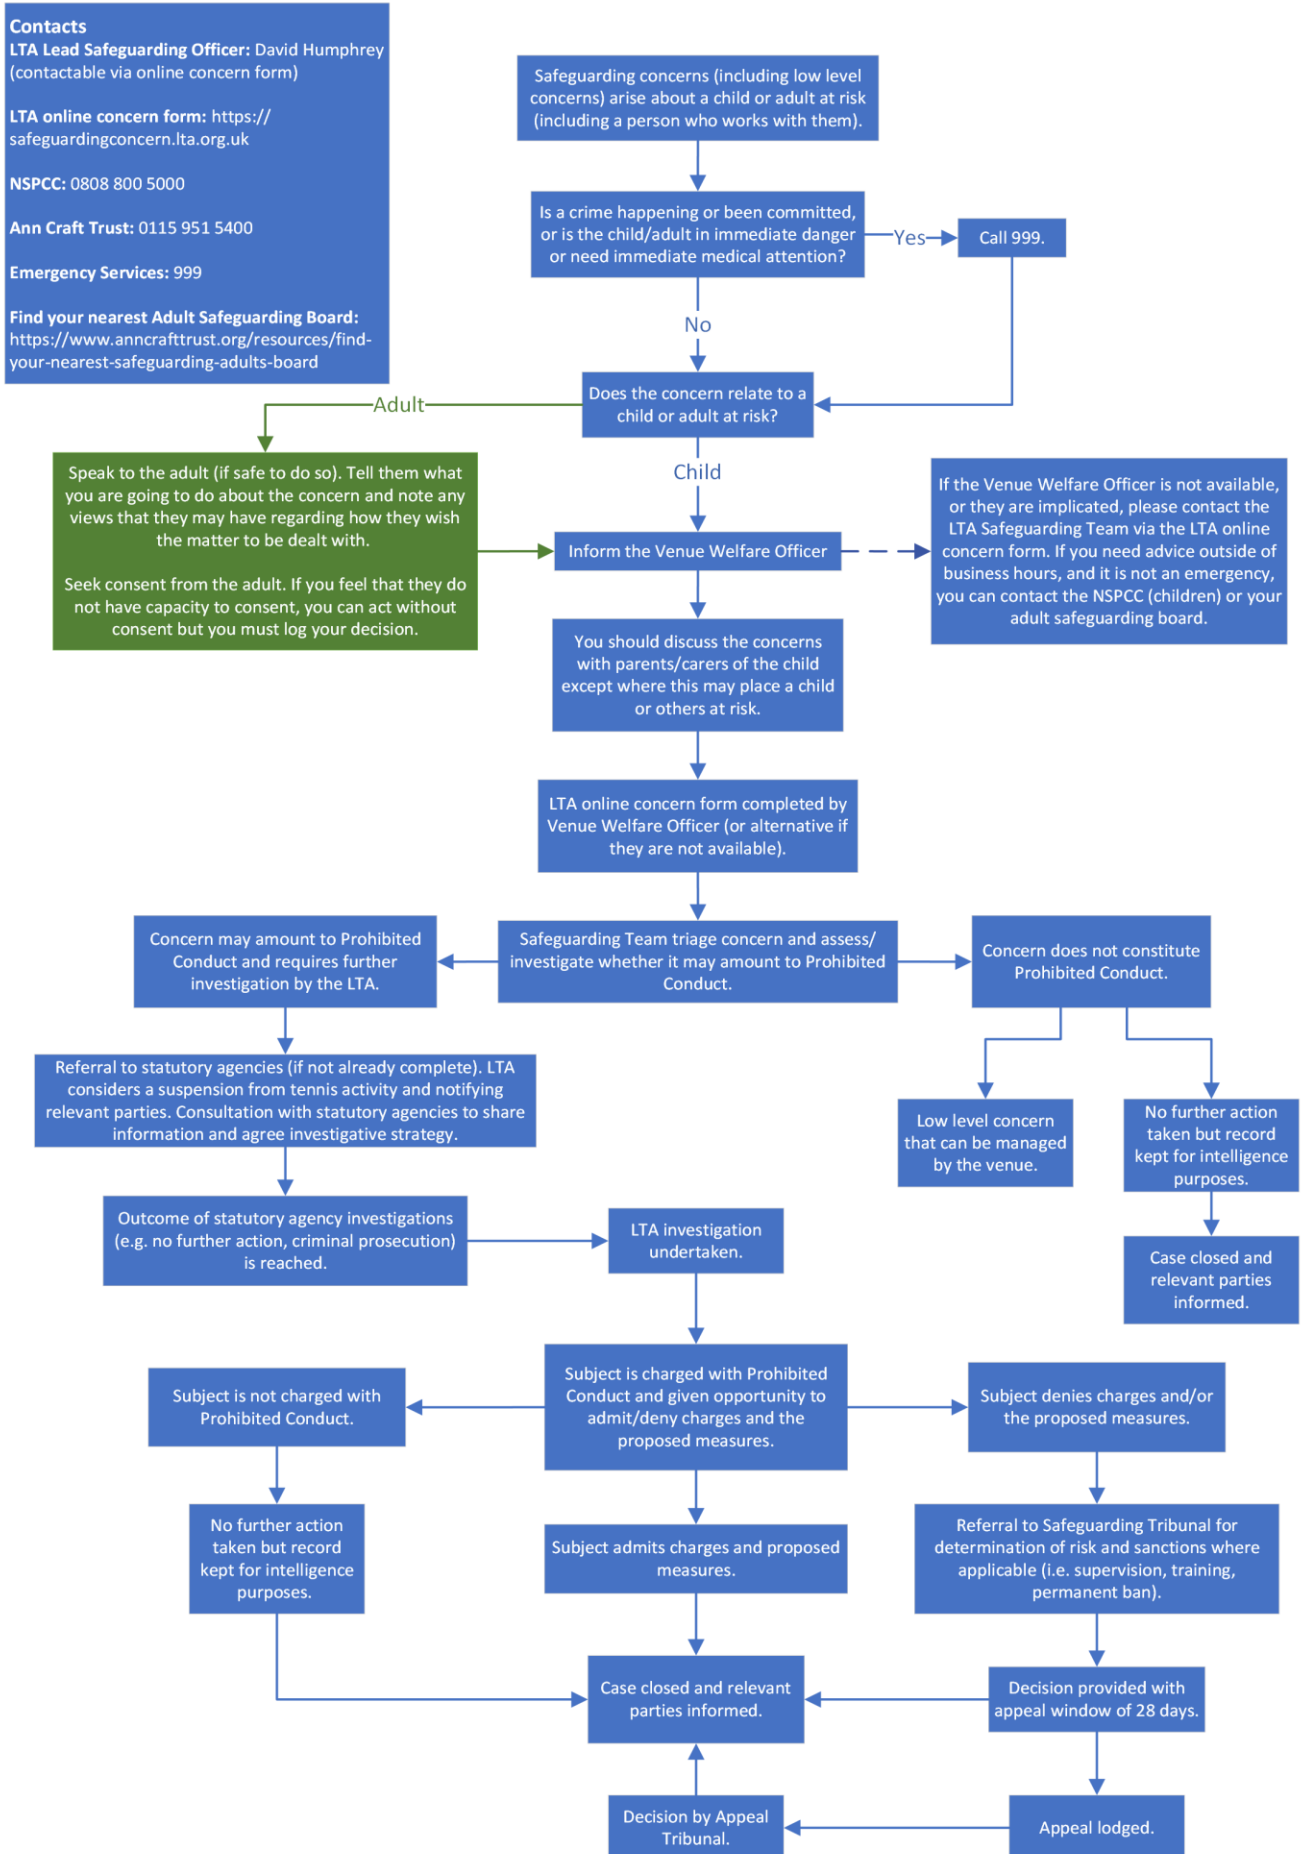 Contacts
LTA Lead Safeguarding Officer: David Humphrey
(contactable via online concern form)
LTA online concern form: https://
safeguardingconcern.lta.org.uk
NSPCC: 0808 800 5000
Ann Craft Trust: 0115 951 5400
Emergency Services: 999
Find your nearest Adult Safeguarding Board:
https://www.anncrafttrust.org/resources/find-
your-nearest-safeguarding-adults-board
Safeguarding concerns (including low level
concerns) arise about a child or adult at risk
(including a person who works with them).
Is a crime happening or been committed,
or is the child/adult in immediate danger
or need immediate medical attention?
Yes
Call 999.
No
Does the concern relate to a
child or adult at risk?
Adult
Child
Speak to the adult (if safe to do so). Tell them what
you are going to do about the concern and note any
views that they may have regarding how they wish
the matter to be dealt with.
Seek consent from the adult. If you feel that they do
not have capacity to consent, you can act without
consent but you must log your decision.
Inform the Venue Welfare Officer
If the Venue Welfare Officer is not available,
or they are implicated, please contact the
LTA Safeguarding Team via the LTA online
concern form. If you need advice outside of
business hours, and it is not an emergency,
you can contact the NSPCC (children) or your
adult safeguarding board.
You should discuss the concerns
with parents/carers of the child
except where this may place a child
or others at risk.
LTA online concern form completed by
Venue Welfare Officer (or alternative if
they are not available).
Concern may amount to Prohibited
Conduct and requires further
investigation by the LTA.
Safeguarding Team triage concern and assess/
investigate whether it may amount to Prohibited
Conduct.
Concern does not constitute
Prohibited Conduct.
Referral to statutory agencies (if not already complete). LTA
considers a suspension from tennis activity and notifying
relevant parties. Consultation with statutory agencies to share
information and agree investigative strategy.
Low level concern
that can be managed
by the venue.
No further action
taken but record
kept for intelligence
purposes.
Outcome of statutory agency investigations
(e.g. no further action, criminal prosecution)
is reached.
LTA investigation
undertaken.
Case closed and
relevant parties
informed.
Subject is not charged with
Prohibited Conduct.
Subject is charged with Prohibited
Conduct and given opportunity to
admit/deny charges and the
proposed measures.
Subject denies charges and/or
the proposed measures.
No further action
taken but record
kept for intelligence
purposes.
Subject admits charges and proposed
measures.
Referral to Safeguarding Tribunal for
determination of risk and sanctions where
applicable (i.e. supervision, training,
permanent ban).
Case closed and relevant
parties informed.
Decision provided with
appeal window of 28 days.
Decision by Appeal
Tribunal.
Appeal lodged.